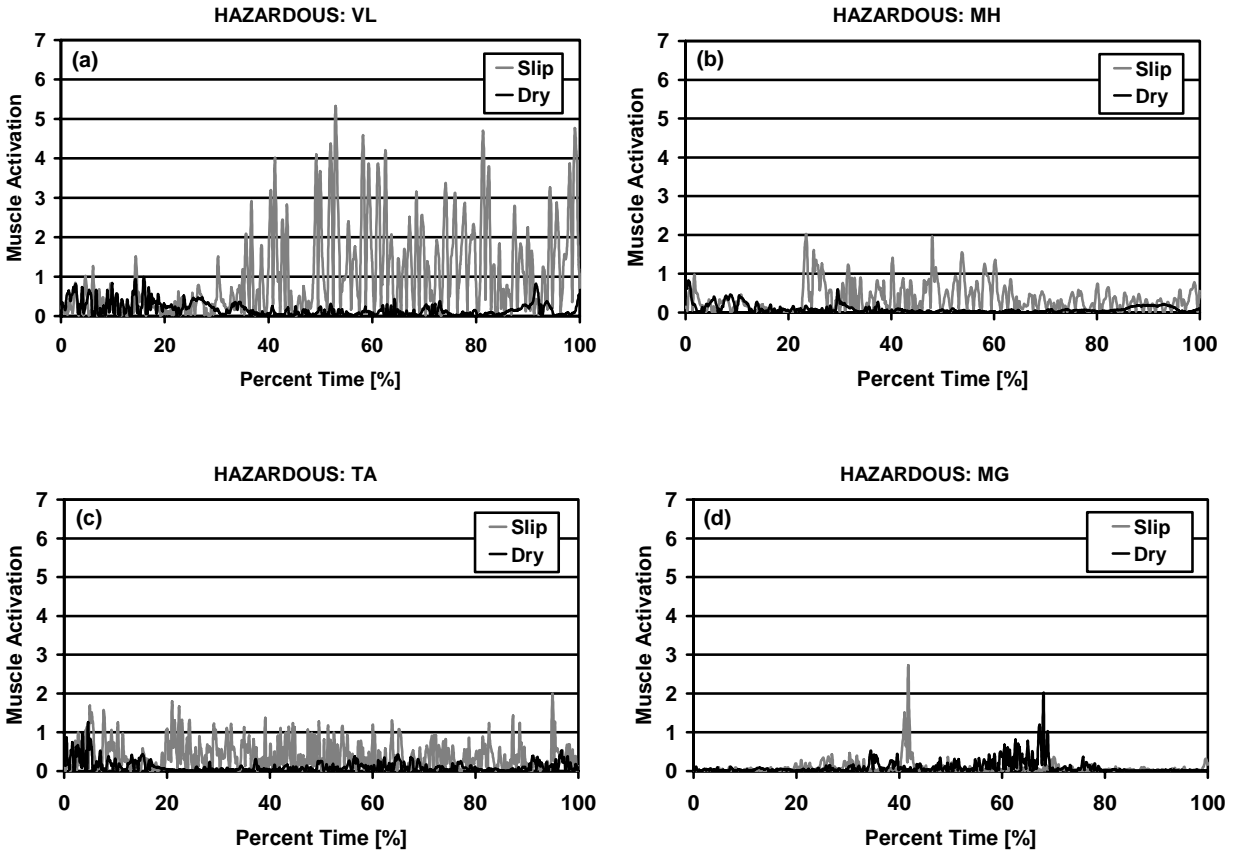 HAZARDOUS: VL
7
6
5
4
3
2
1
0
Muscle Activation
(a)
Slip
Dry
0 20 40 60 80 100
Percent Time [%]
HAZARDOUS: MH
7
6
5
4
3
2
1
0
Muscle Activation
(b)
Slip
Dry
0 20 40 60 80 100
Percent Time [%]
HAZARDOUS: TA
7
6
5
4
3
2
1
0
Muscle Activation
(c)
Slip
Dry
0 20 40 60 80 100
Percent Time [%]
HAZARDOUS: MG
7
6
5
4
3
2
1
0
Muscle Activation
(d)
Slip
Dry
0 20 40 60 80 100
Percent Time [%]